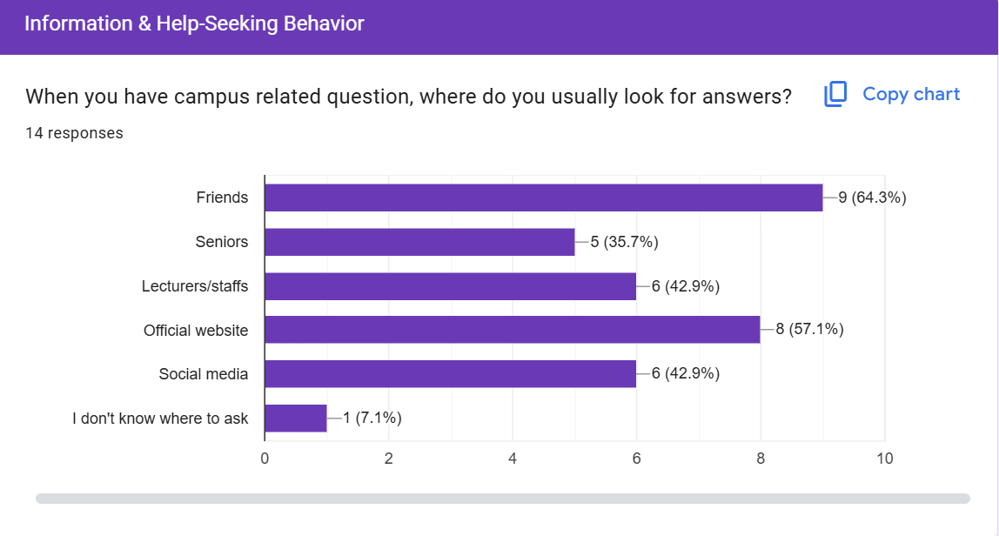 Information & Help-Seeking Behavior
When you have campus related question, where do you usually look for answers?
Copy chart
14 responses
Friends
9 (64.3%)
Seniors
5 (35.7%)
Lecturers/staffs
6 (42.9%)
Official website
8 (57.1%)
Social media
6 (42.9%)
I don't know where to ask
1 (7.1%)
0 2 4 6 8 10